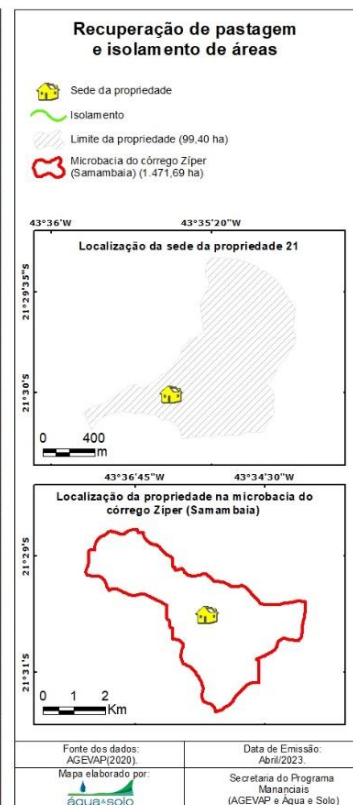 Recuperação de pastagem
e isolamento de áreas
Sede da propriedade
Isolamento
Limite da propriedade (99,40 ha)
Microbacia do córrego Zíper
(Samambaia) (1.471,69 ha)
43°36'W 43°35'20"W
Localização da sede da propriedade 21
21°29'35"S
21°30'S
0 400
m
43°36'45"W 43°34'30"W
Localização da propriedade na microbacia do
córrego Zíper (Samambaia)
21°29'S
21°31'S
0 1 2
Km
Fonte dos dados:
AGEVAP(2020).
Data de Emissão:
Abril/2023.
Mapa elaborado por:
água e solo
Secretaria do Programa
Mananciais
(AGEVAP e Água e Solo)